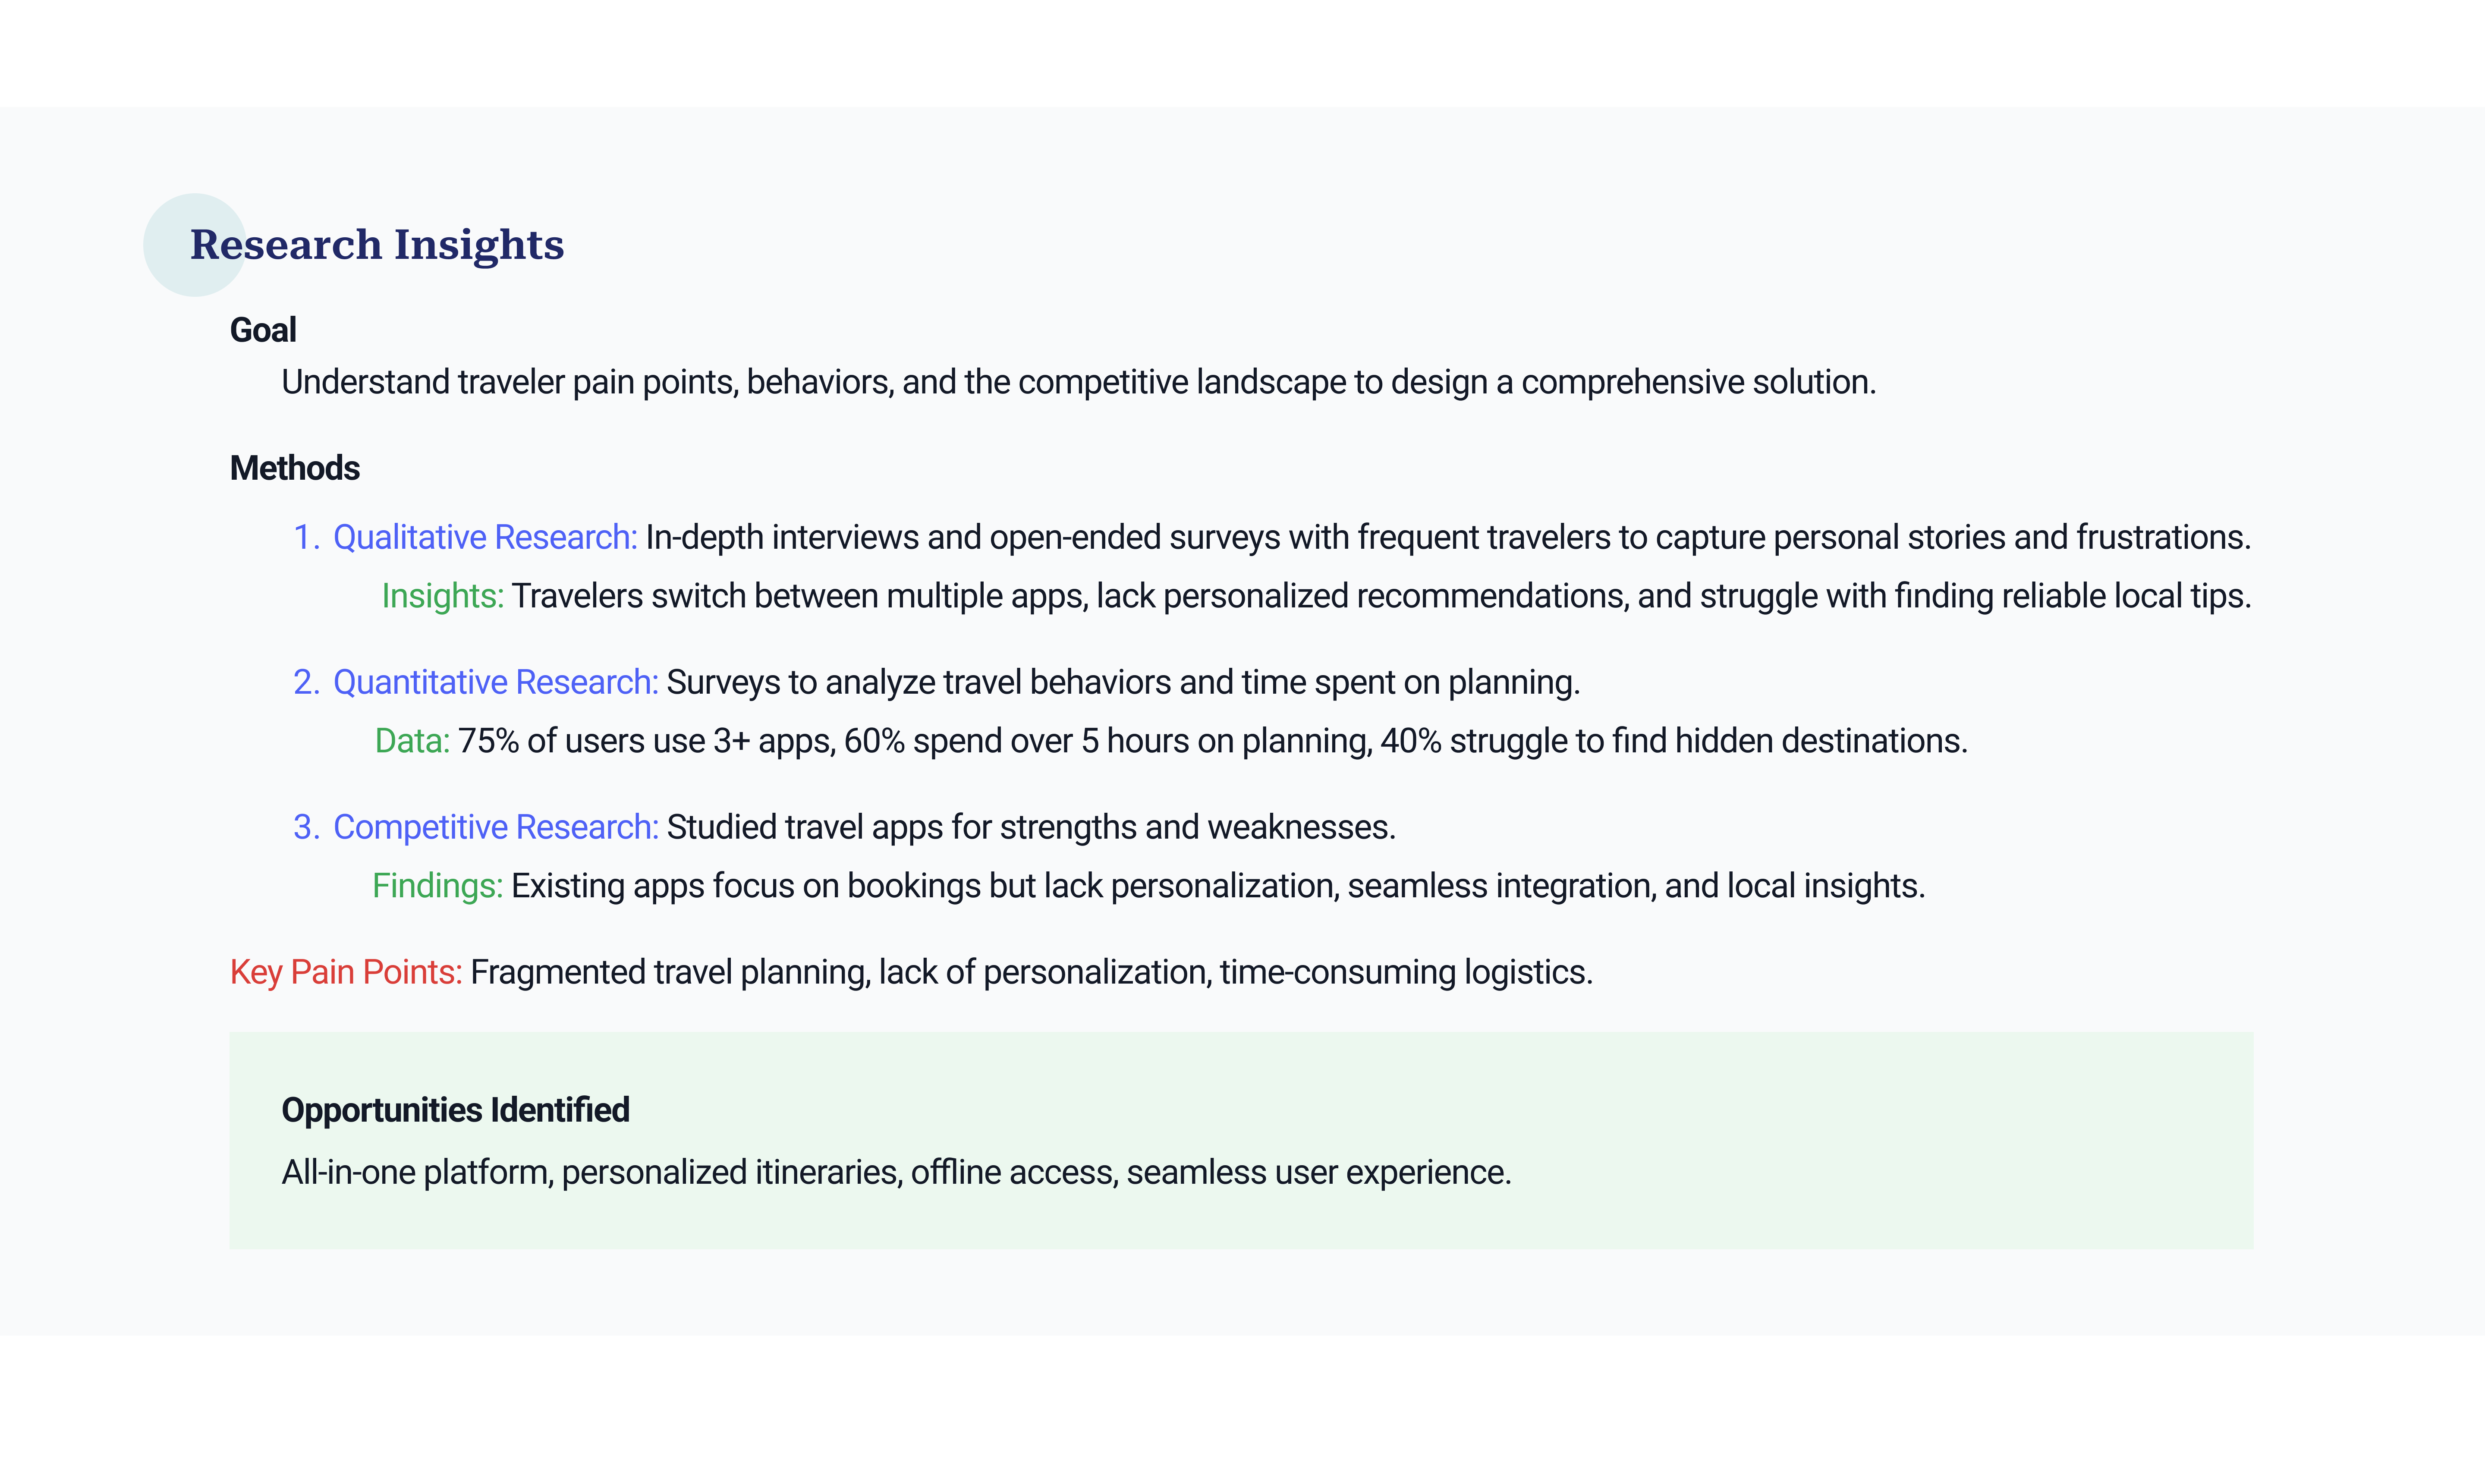 Research Insights
Goal
Understand traveler pain points, behaviors, and the competitive landscape to design a comprehensive solution.
Methods
1. Qualitative Research: In-depth interviews and open-ended surveys with frequent travelers to capture personal stories and frustrations.
Insights: Travelers switch between multiple apps, lack personalized recommendations, and struggle with finding reliable local tips.
2. Quantitative Research: Surveys to analyze travel behaviors and time spent on planning.
Data: 75% of users use 3+ apps, 60% spend over 5 hours on planning, 40% struggle to find hidden destinations.
3. Competitive Research: Studied travel apps for strengths and weaknesses.
Findings: Existing apps focus on bookings but lack personalization, seamless integration, and local insights.
Key Pain Points: Fragmented travel planning, lack of personalization, time-consuming logistics.
Opportunities Identified
All-in-one platform, personalized itineraries, offline access, seamless user experience.